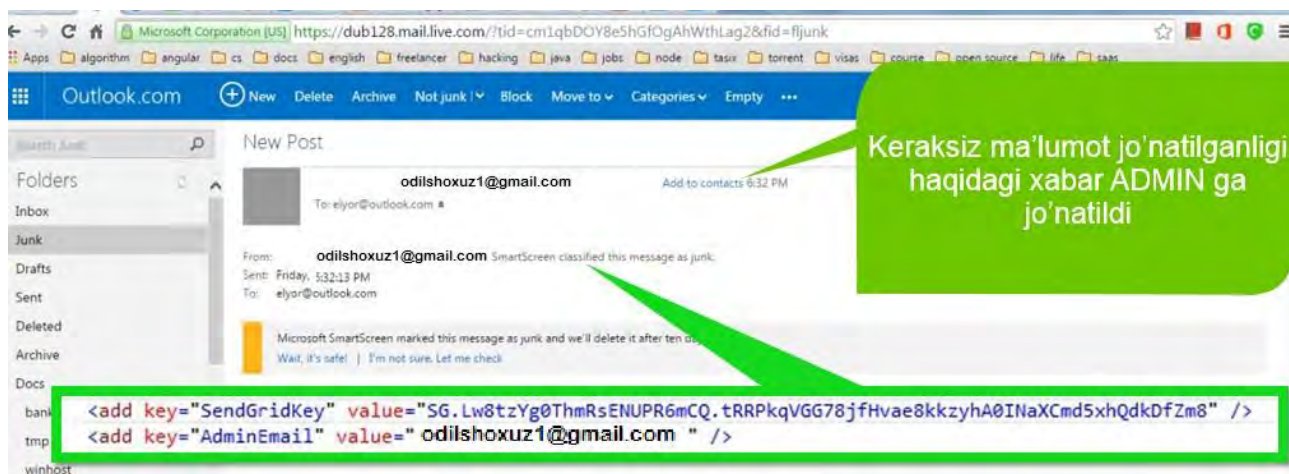 Microsoft Corporation [US] https://dub128.mail.live.com/?tid=cm1qbDOY8e5hGfOgAhWthLag2&fid=fljunk
Apps algorithm angular cs docs english freelancer hacking java jobs node tasix torrent visas course open source life saas
Outlook.com New Delete Archive Not junk Block Move to Categories Empty
Keraksiz ma'lumot jo'natilganligi
haqidagi xabar ADMIN ga
jo'natildi
New Post
odilshoxuz1@gmail.com Add to contacts 6:32 PM
To: elyor@outlook.com
From: odilshoxuz1@gmail.com SmartScreen classified this message as junk.
Sent: Friday, 5:32:13 PM
To: elyor@outlook.com
Microsoft SmartScreen marked this message as junk and we'll delete it after ten
Wait, it's safe! | I'm not sure. Let me check
Folders
Inbox
Junk
Drafts
Sent
Deleted
Archive
Docs
bank
tmp
winhost
<add key="SendGridKey" value="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" />
<add key="AdminEmail" value=" odilshoxuz1@gmail.com " />